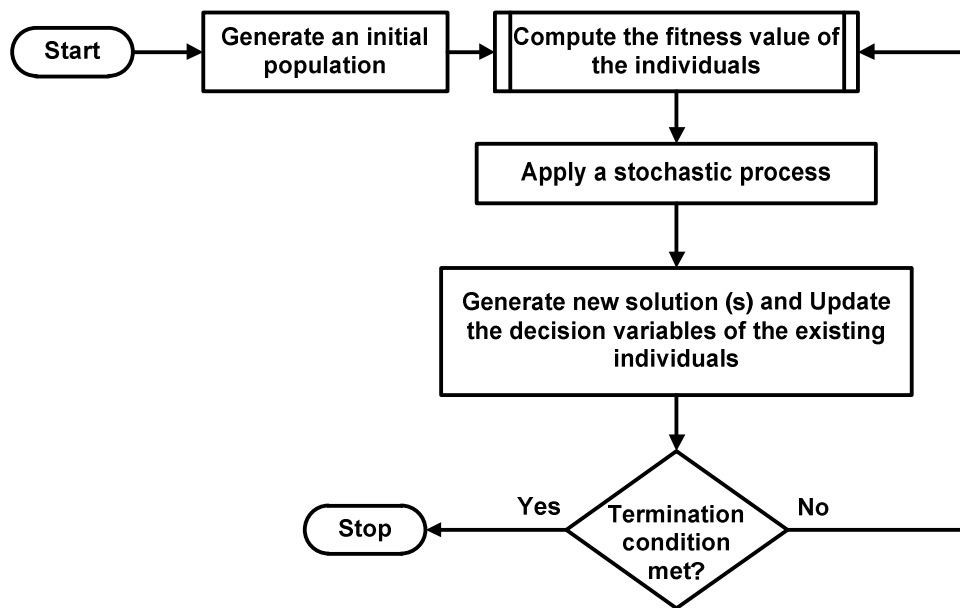 Start
Generate an initial
population
Compute the fitness value of
the individuals
Apply a stochastic process
Generate new solution (s) and Update
the decision variables of the existing
individuals
Yes
No
Termination
condition
met?
Stop